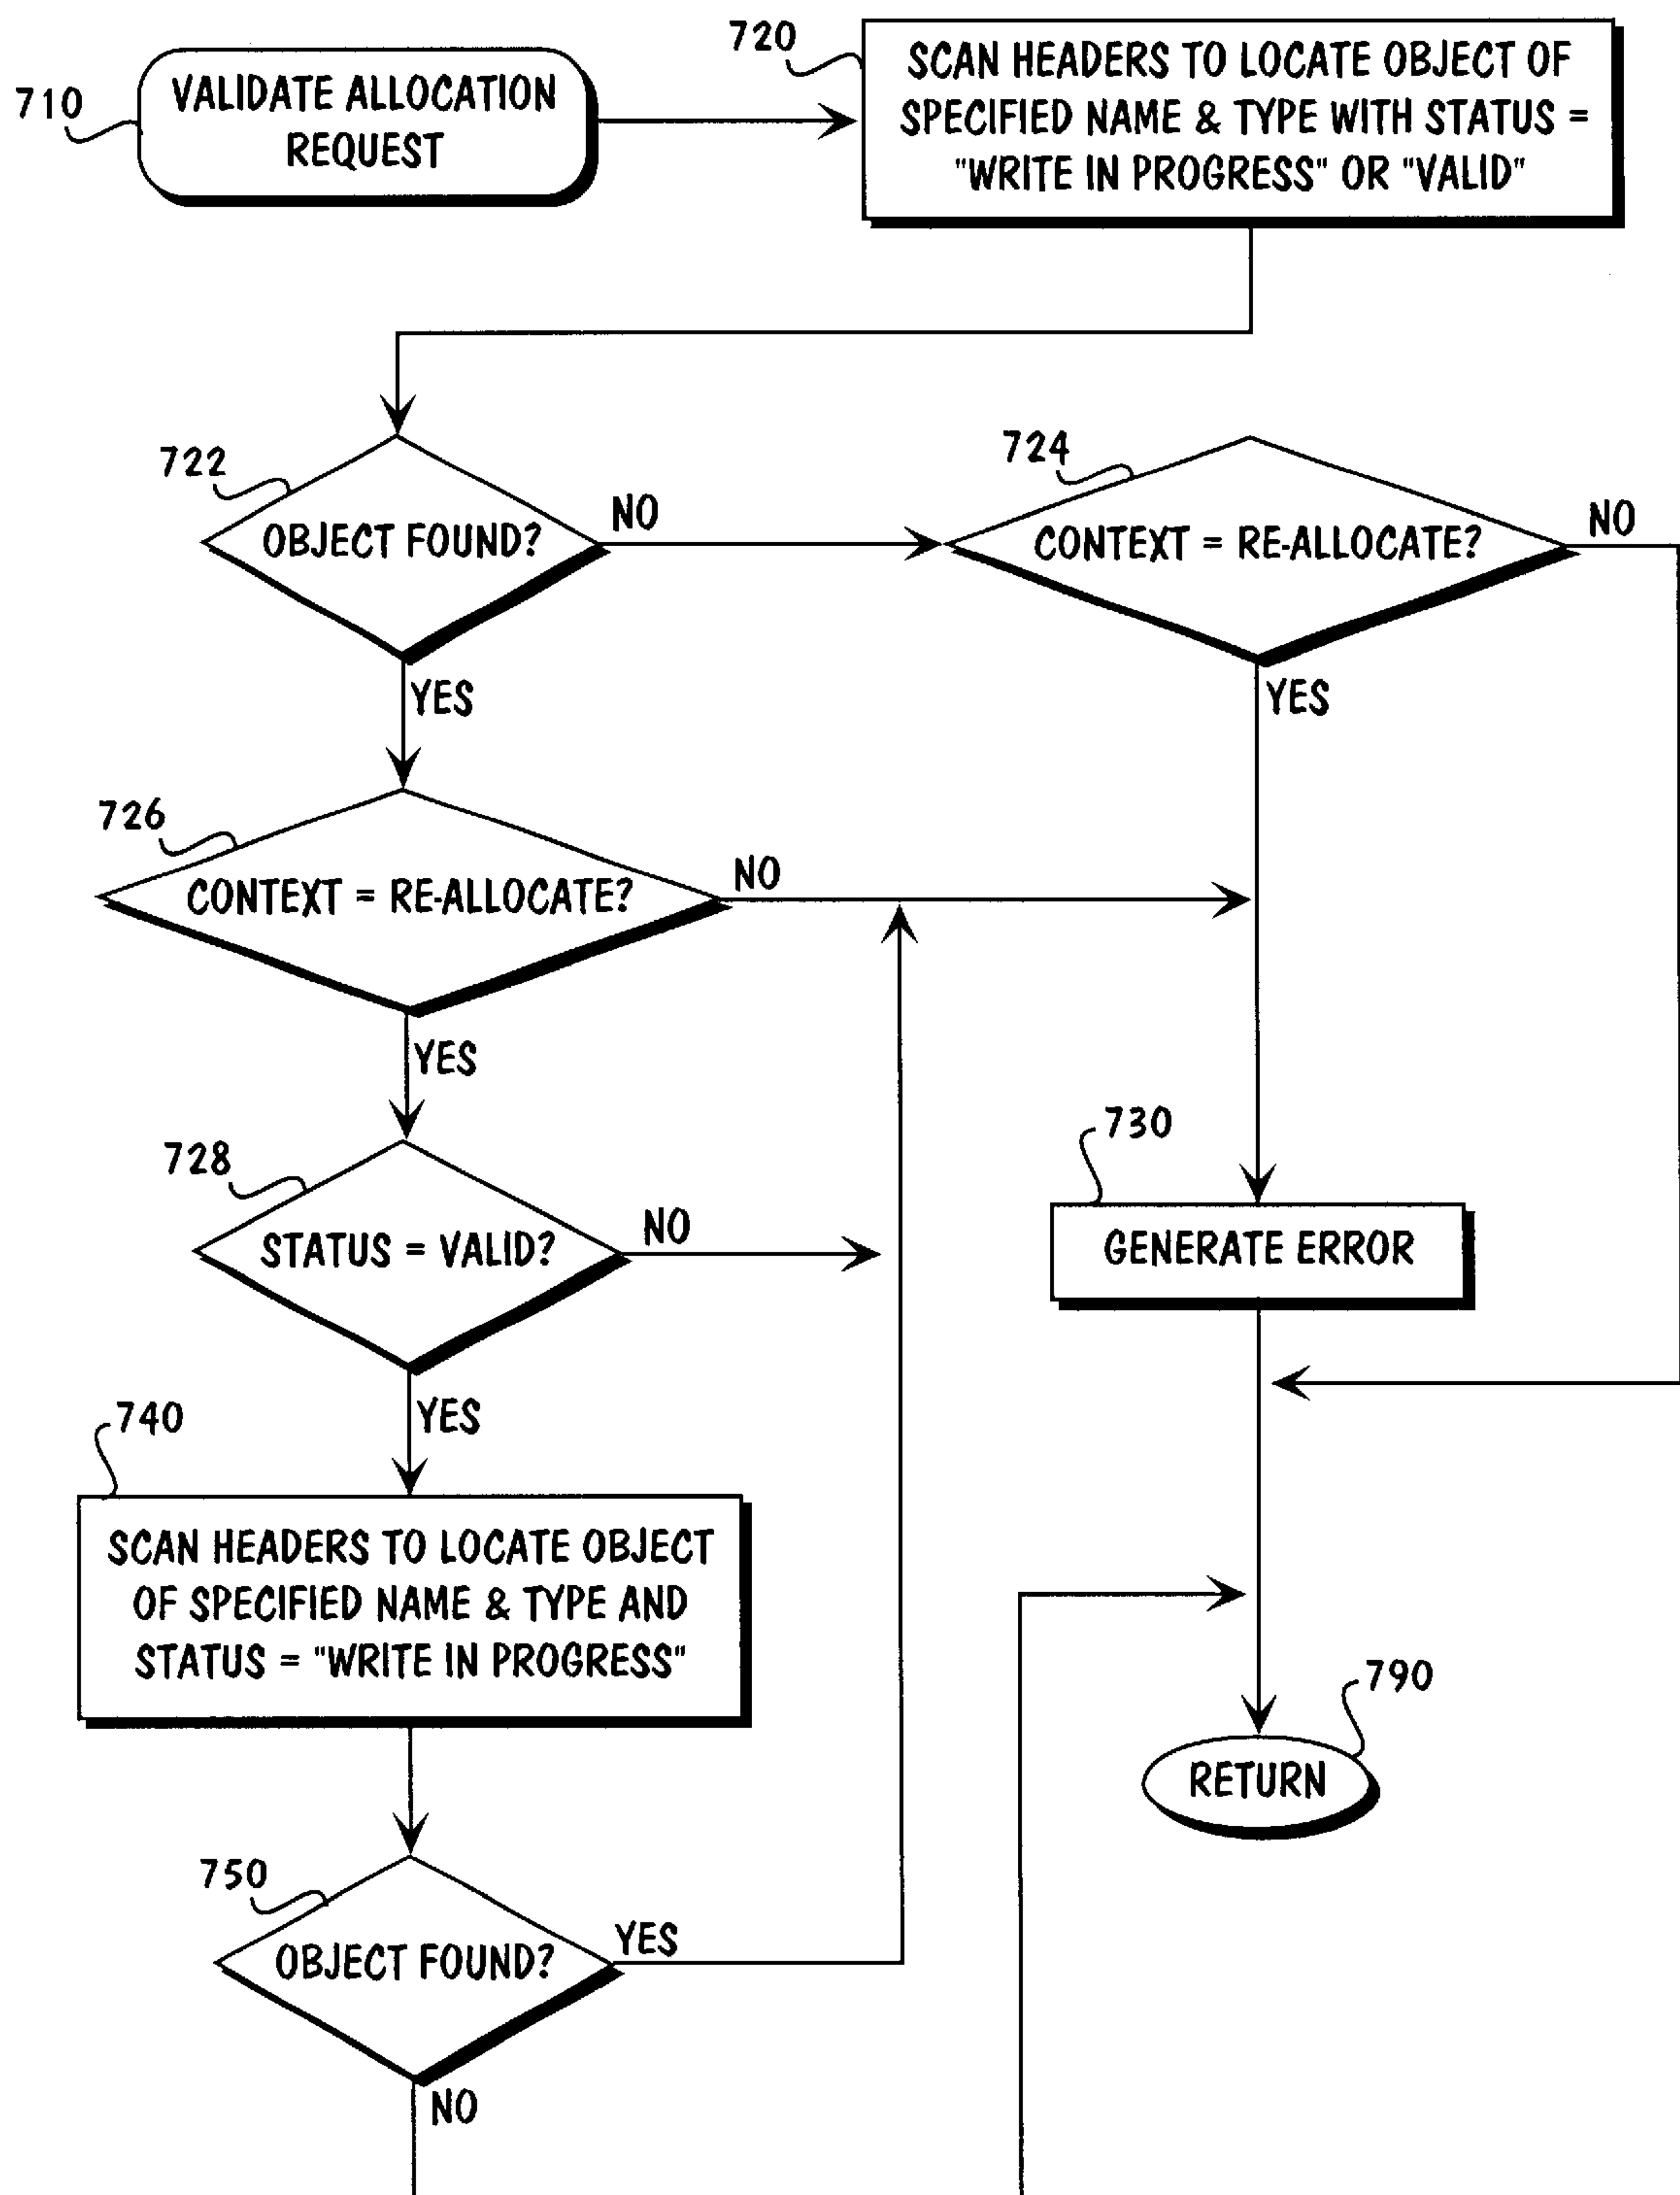 710
VALIDATE ALLOCATION
REQUEST
720
SCAN HEADERS TO LOCATE OBJECT OF
SPECIFIED NAME & TYPE WITH STATUS =
"WRITE IN PROGRESS" OR "VALID"
722
OBJECT FOUND?
NO
YES
724
CONTEXT = RE-ALLOCATE?
NO
YES
726
CONTEXT = RE-ALLOCATE?
NO
YES
728
STATUS = VALID?
NO
YES
730
GENERATE ERROR
740
SCAN HEADERS TO LOCATE OBJECT
OF SPECIFIED NAME & TYPE AND
STATUS = "WRITE IN PROGRESS"
750
OBJECT FOUND?
YES
NO
790
RETURN